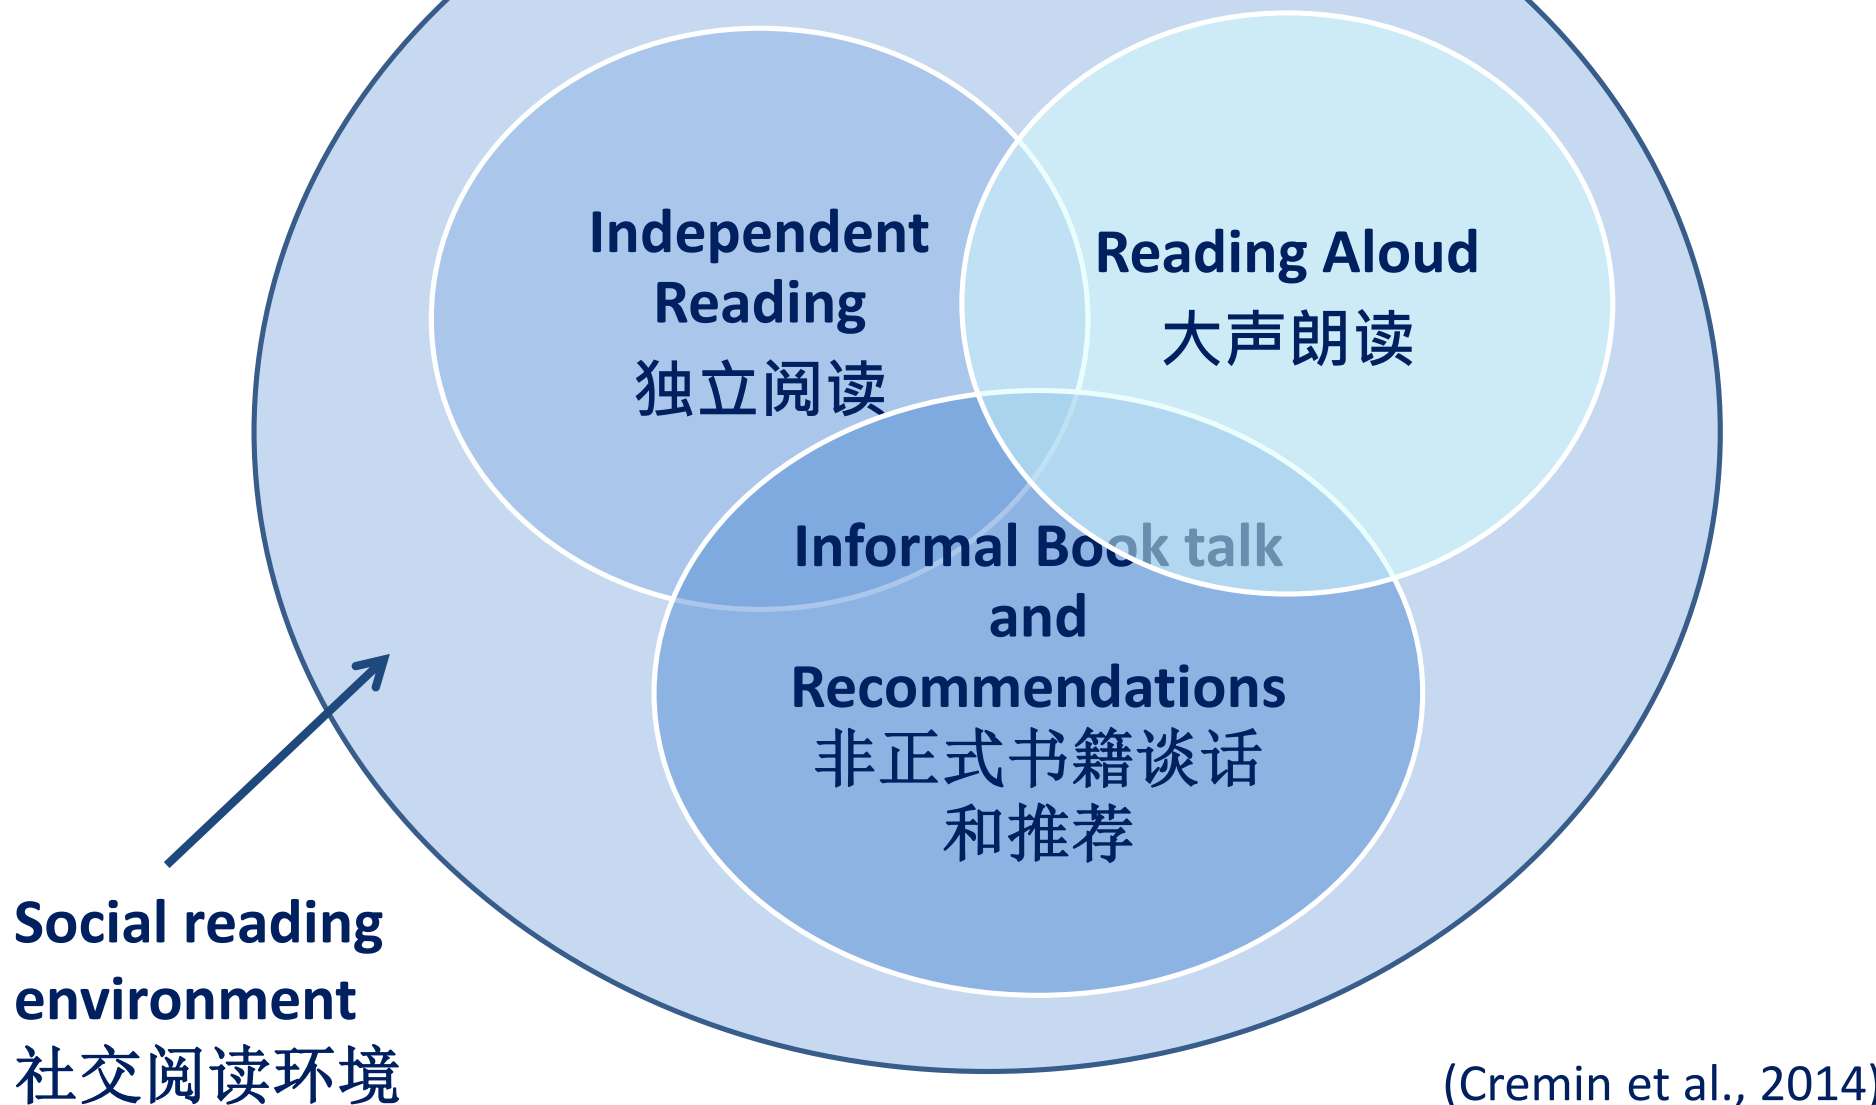 Independent
Reading
独立阅读
Reading Aloud
大声朗读
Informal Book talk
and
Recommendations
非正式书籍谈话
和推荐
Social reading
environment
社交阅读环境
(Cremin et al., 2014)